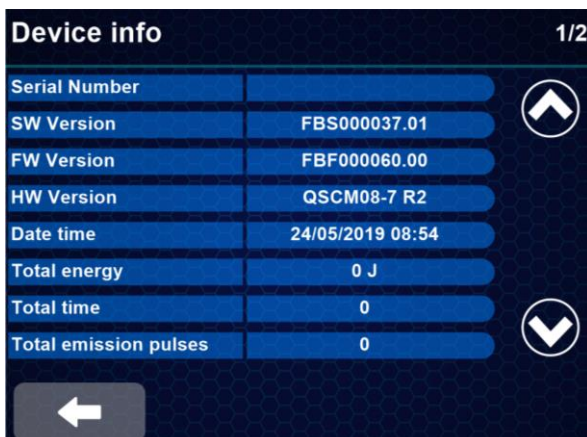 Device info 1/2
Serial Number
SW Version FBS000037.01
FW Version FBF000060.00
HW Version QSCM08-7 R2
Date time 24/05/2019 08:54
Total energy 0 J
Total time 0
Total emission pulses 0